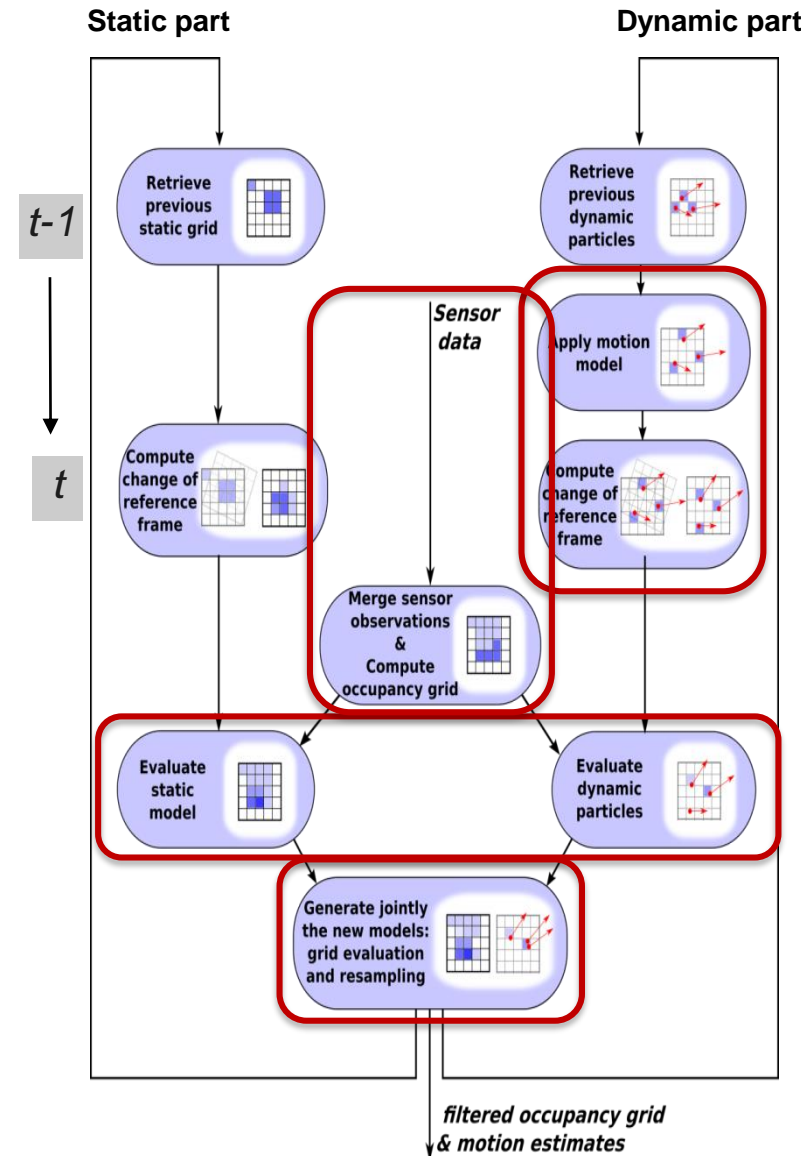 Static part
Dynamic part
t-1
t
Retrieve
previous
static grid
Retrieve
previous
dynamic
particles
Sensor
data
Apply motion
model
Compute
change of
reference
frame
Compute
change of
reference
frame
Merge sensor
observations
&
Compute
occupancy grid
Evaluate
static
model
Evaluate
dynamic
particles
Generate jointly
the new models:
grid evaluation
and resampling
filtered occupancy grid
& motion estimates